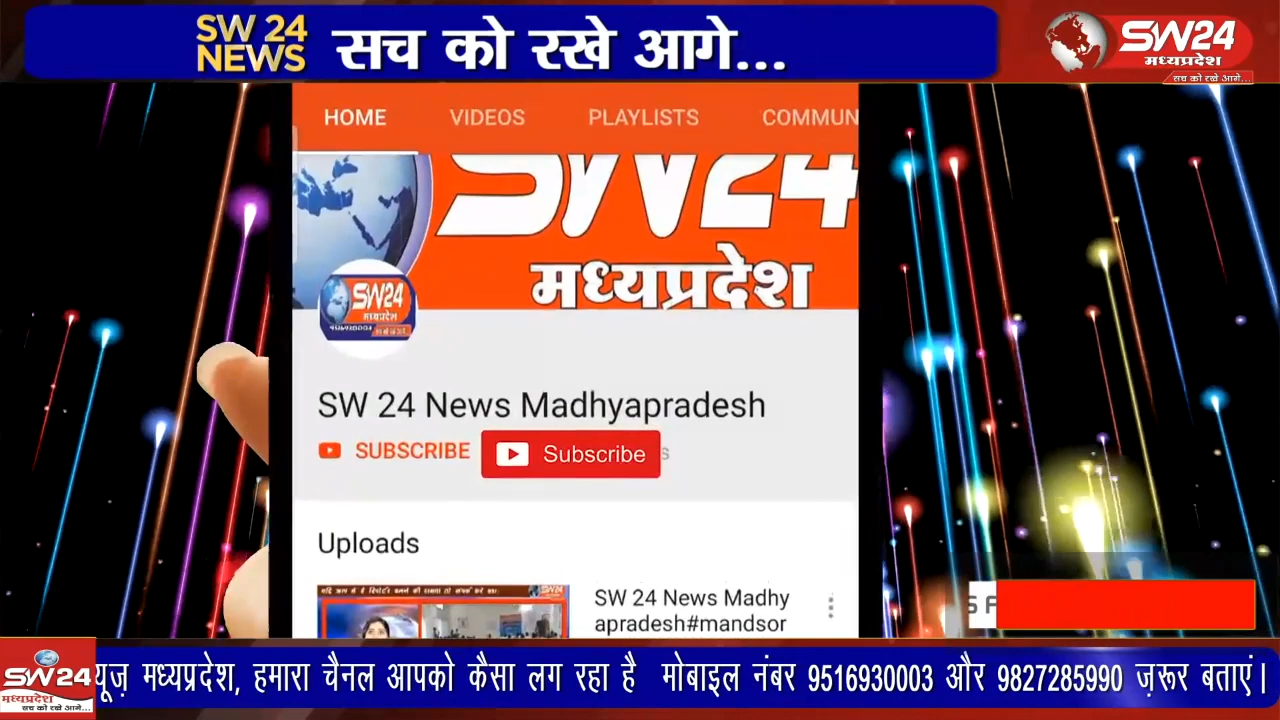 SW 24
NEWS
सच को रखे आगे...
SW24
मध्यप्रदेश
सच को रखे आगे...
HOME VIDEOS PLAYLISTS COMMUN
SW24
मध्यप्रदेश
SW24
मध्यप्रदेश
SW 24 News Madhyapradesh
SUBSCRIBE Subscribe s
Uploads
SW 24 News Madhy
apradesh#mandsor
S F
SW24
मध्यप्रदेश
सच को रखे आगे...
यूज़ मध्यप्रदेश, हमारा चैनल आपको कैसा लग रहा है मोबाइल नंबर 9516930003 और 9827285990 ज़रूर बताएं।